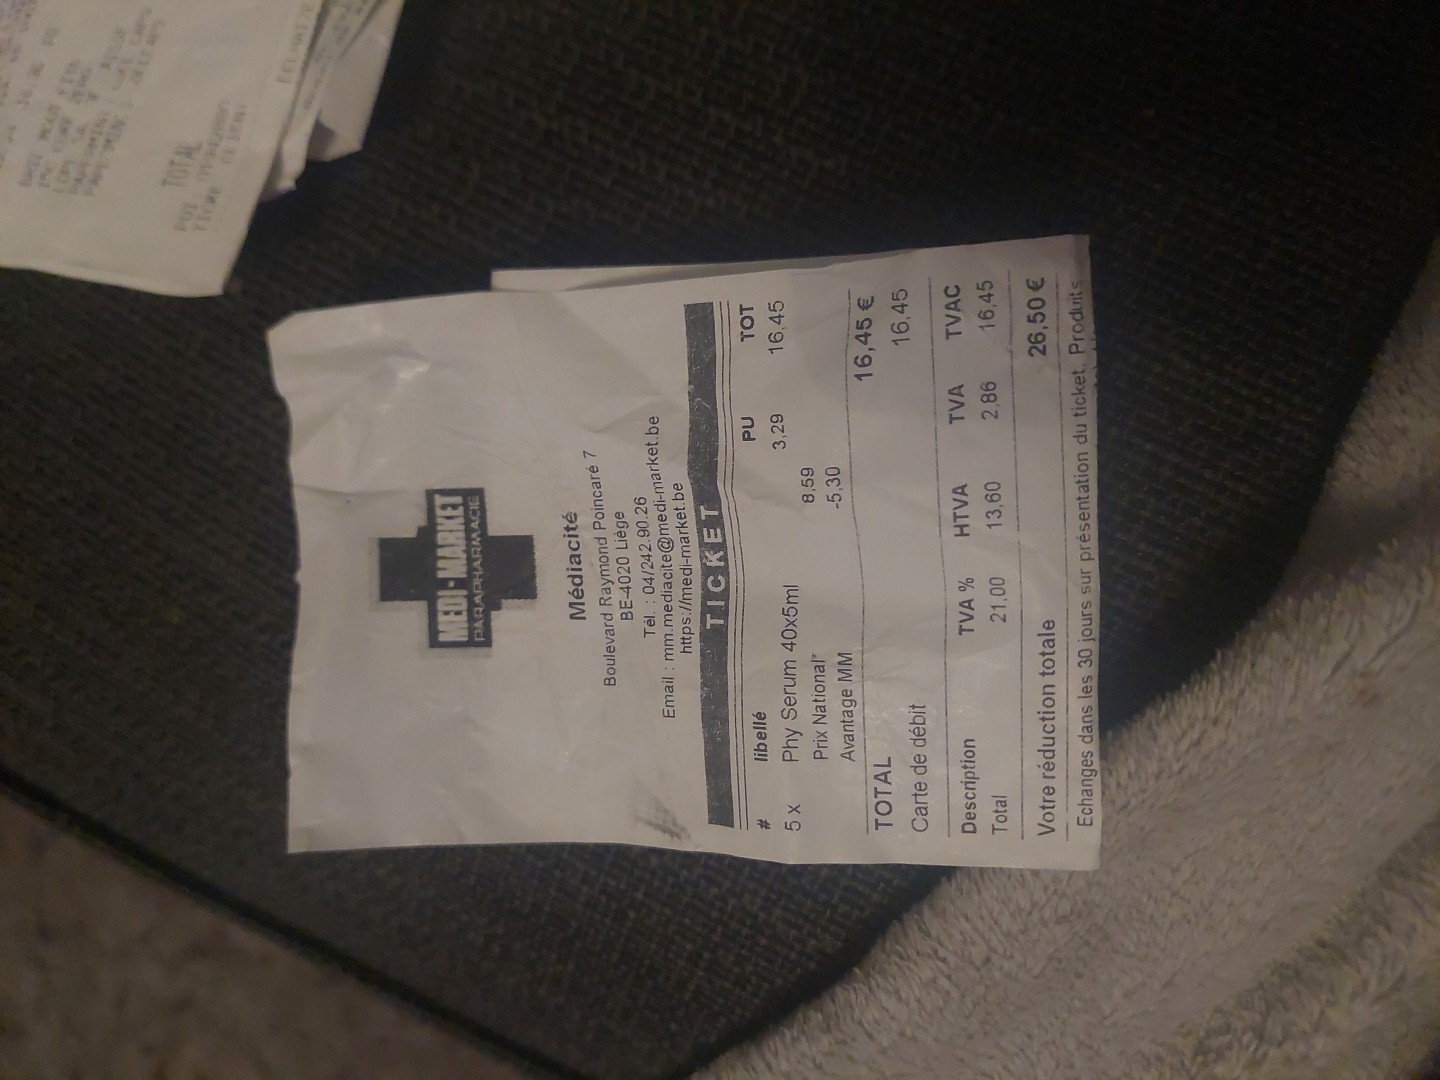 MEDI-MARKET
PARAPHARMACIE
Médiacité
Boulevard Raymond Poincaré 7
BE-4020 Liège
Tél. : 04/242.90.26
Email : mm.mediacite@medi-market.be
https://medi-market.be
TICKET
# libellé PU TOT
5 x Phy Serum 40x5ml 3,29 16,45
Prix National* 8,59
Avantage MM -5,30
TOTAL 16,45 €
Carte de débit 16,45
Description TVA % HTVA TVA TVAC
Total 21,00 13,60 2,86 16,45
Votre réduction totale 26,50 €
Echanges dans les 30 jours sur présentation du ticket. Produits
TOTAL